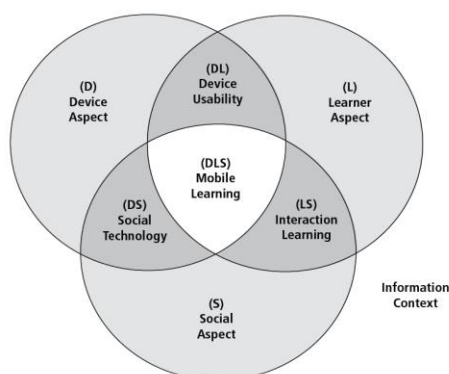 (DL)
Device
Usability
(D)
Device
Aspect
(L)
Learner
Aspect
(DLS)
Mobile
Learning
(DS)
Social
Technology
(LS)
Interaction
Learning
Information
Context
(S)
Social
Aspect